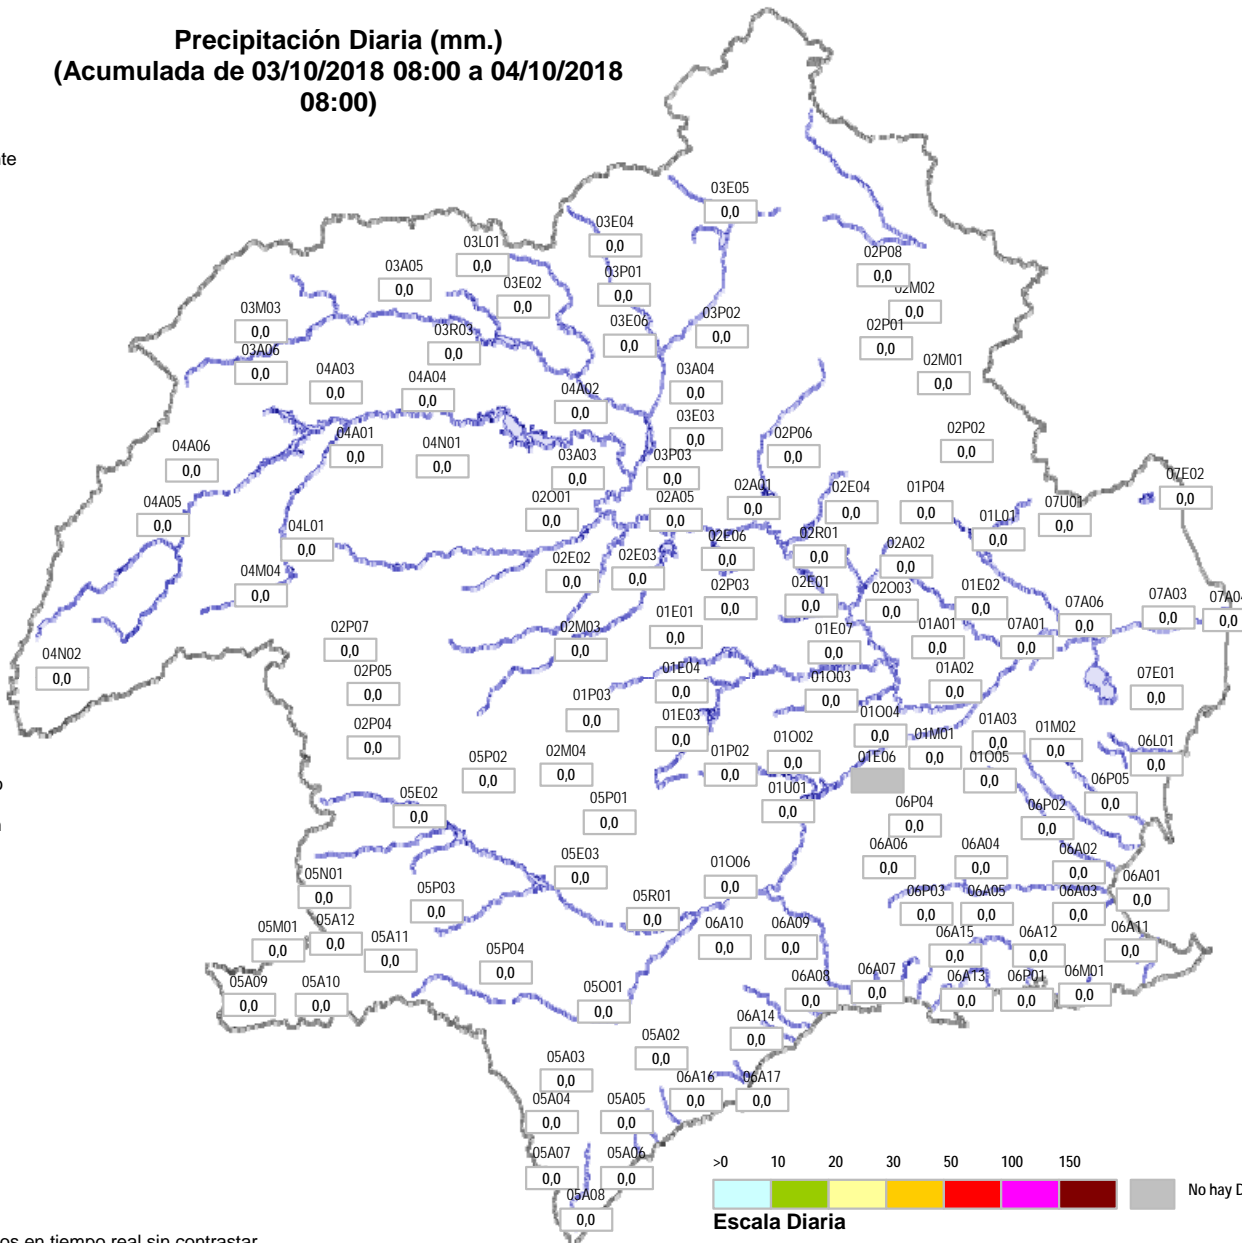 Precipitación Diaria (mm.)
(Acumulada de 03/10/2018 08:00 a 04/10/2018
08:00)
nte
03E05
0,0
03E04
0,0
03L01
0,0
02P08
0,0
03A05
0,0
03P01
0,0
03E02
0,0
02M02
0,0
03M03
0,0
03P02
0,0
03E06
0,0
03R03
0,0
02P01
0,0
03A06
0,0
04A03
0,0
04A04
0,0
03A04
0,0
02M01
0,0
04A02
0,0
03E03
0,0
04A01
0,0
04N01
0,0
02P06
0,0
02P02
0,0
04A06
0,0
03A03
0,0
03P03
0,0
07E02
0,0
04A05
0,0
02O01
0,0
02A05
0,0
02A01
0,0
02E04
0,0
01P04
0,0
07U01
0,0
01L01
0,0
04L01
0,0
02E06
0,0
02R01
0,0
02A02
0,0
02E02
0,0
02E03
0,0
04M04
0,0
02P03
0,0
02E01
0,0
02O03
0,0
01E02
0,0
07A03
0,0
07A04
0,0
07A06
0,0
01E01
0,0
02P07
0,0
02M03
0,0
01E07
0,0
01A01
0,0
07A01
0,0
04N02
0,0
02P05
0,0
01E04
0,0
01O03
0,0
01A02
0,0
07E01
0,0
01P03
0,0
02P04
0,0
01E03
0,0
01O04
0,0
01A03
0,0
01M02
0,0
05P02
0,0
02M04
0,0
01P02
0,0
01O02
0,0
01M01
0,0
06L01
0,0
01E06
01O05
0,0
o
05E02
0,0
05P01
0,0
01U01
0,0
06P04
0,0
06P02
0,0
06P05
0,0
05E03
0,0
06A06
0,0
06A04
0,0
06A02
0,0
05N01
0,0
05P03
0,0
01O06
0,0
06A01
0,0
05R01
0,0
06P03
0,0
06A05
0,0
06A03
0,0
05M01
0,0
05A12
0,0
05A11
0,0
06A10
0,0
06A09
0,0
06A15
0,0
06A12
0,0
06A11
0,0
05P04
0,0
05A09
0,0
05A10
0,0
05O01
0,0
06A08
0,0
06A07
0,0
06A13
0,0
06P01
0,0
06M01
0,0
06A14
0,0
05A02
0,0
05A03
0,0
06A16
0,0
06A17
0,0
05A04
0,0
05A05
0,0
05A07
0,0
05A06
0,0
05A08
0,0
>0 10 20 30 50 100 150
No hay D
Escala Diaria
os en tiempo real sin contrastar